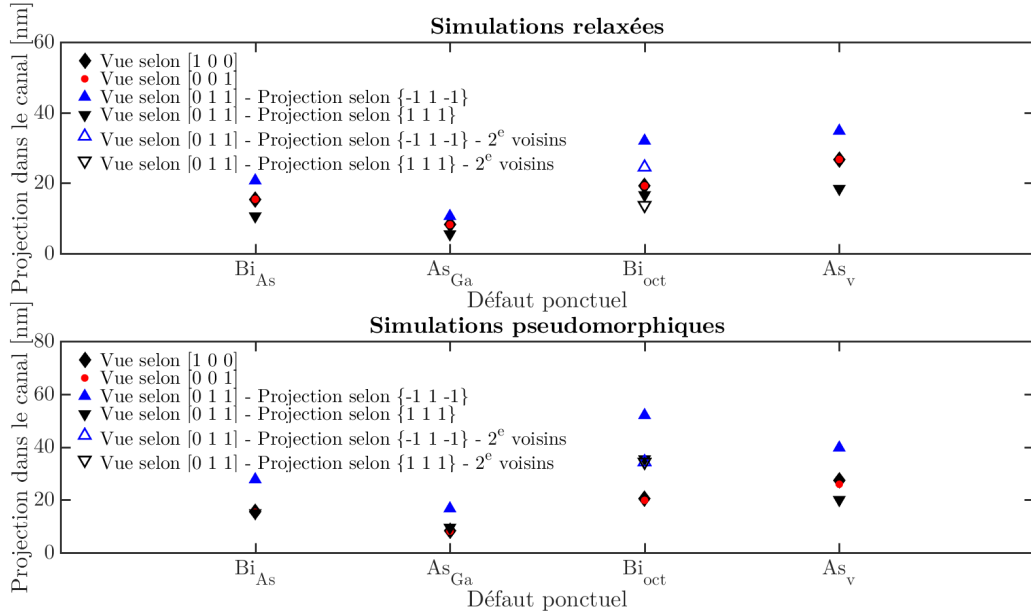 Simulations relaxées
Projection dans le canal [nm]
60
40
20
0
Vue selon [1 0 0]
Vue selon [0 0 1]
Vue selon [0 1 1] - Projection selon {-1 1 -1}
Vue selon [0 1 1] - Projection selon {1 1 1}
Vue selon [0 1 1] - Projection selon {-1 1 -1} - 2e voisins
Vue selon [0 1 1] - Projection selon {1 1 1} - 2e voisins
BiAs AsGa Bioct Asv
Défaut ponctuel
Simulations pseudomorphiques
Projection dans le canal [nm]
80
60
40
20
0
Vue selon [1 0 0]
Vue selon [0 0 1]
Vue selon [0 1 1] - Projection selon {-1 1 -1}
Vue selon [0 1 1] - Projection selon {1 1 1}
Vue selon [0 1 1] - Projection selon {-1 1 -1} - 2e voisins
Vue selon [0 1 1] - Projection selon {1 1 1} - 2e voisins
BiAs AsGa Bioct Asv
Défaut ponctuel